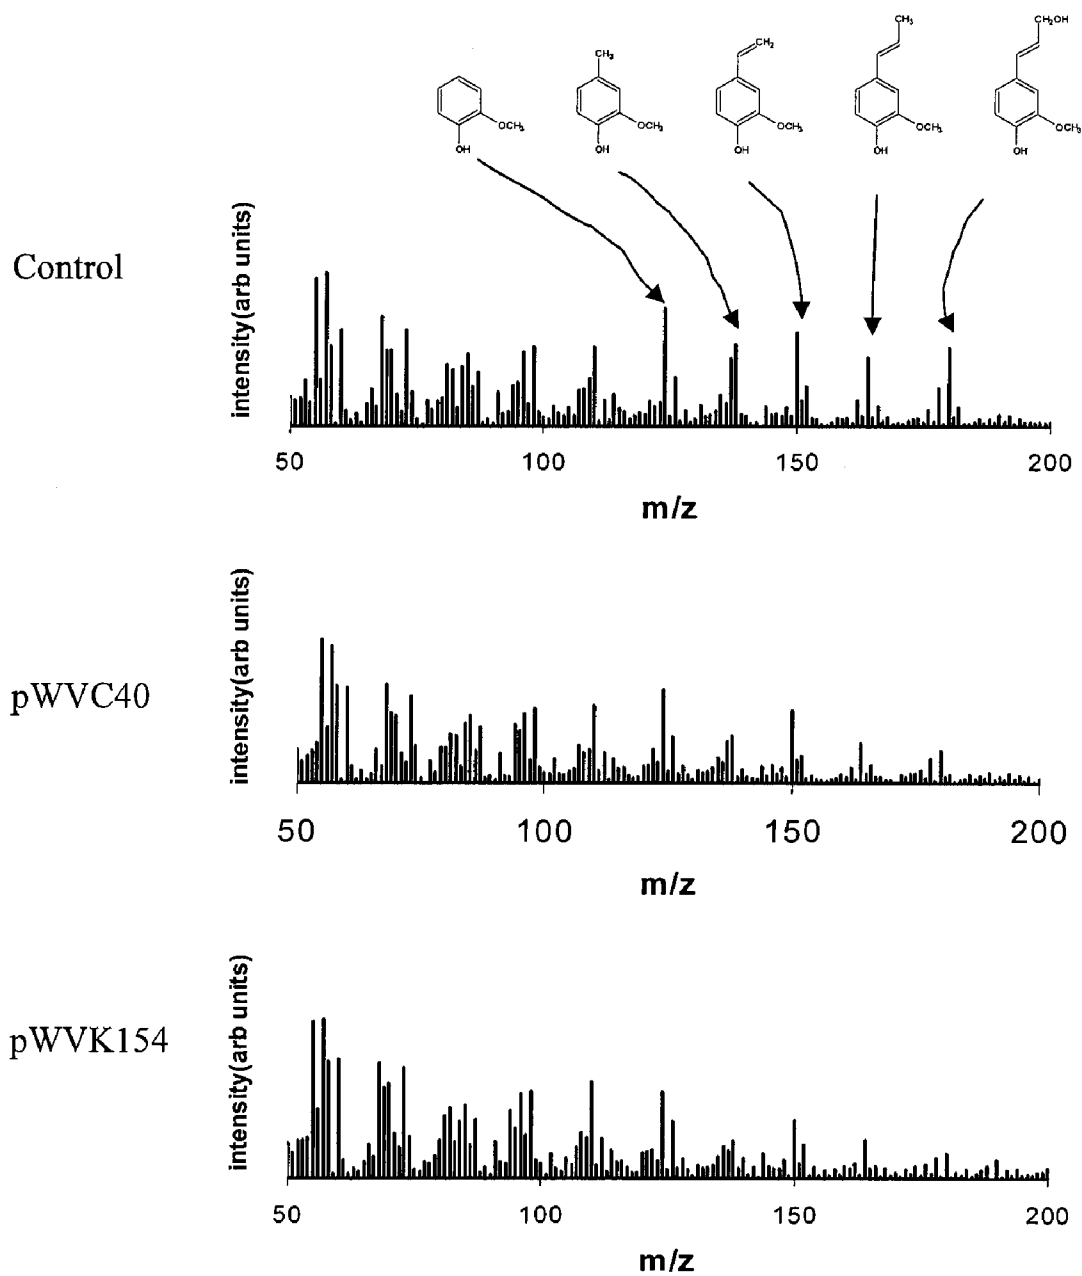 CH₂OH
CH₃
CH₂
CH₃
OCH₃
OCH₃
OCH₃
OCH₃
OCH₃
OH
OH
OH
OH
OH
Control
intensity(arb units)
50 100 150 200
m/z
pWVC40
intensity(arb units)
50 100 150 200
m/z
pWVK154
intensity(arb units)
50 100 150 200
m/z